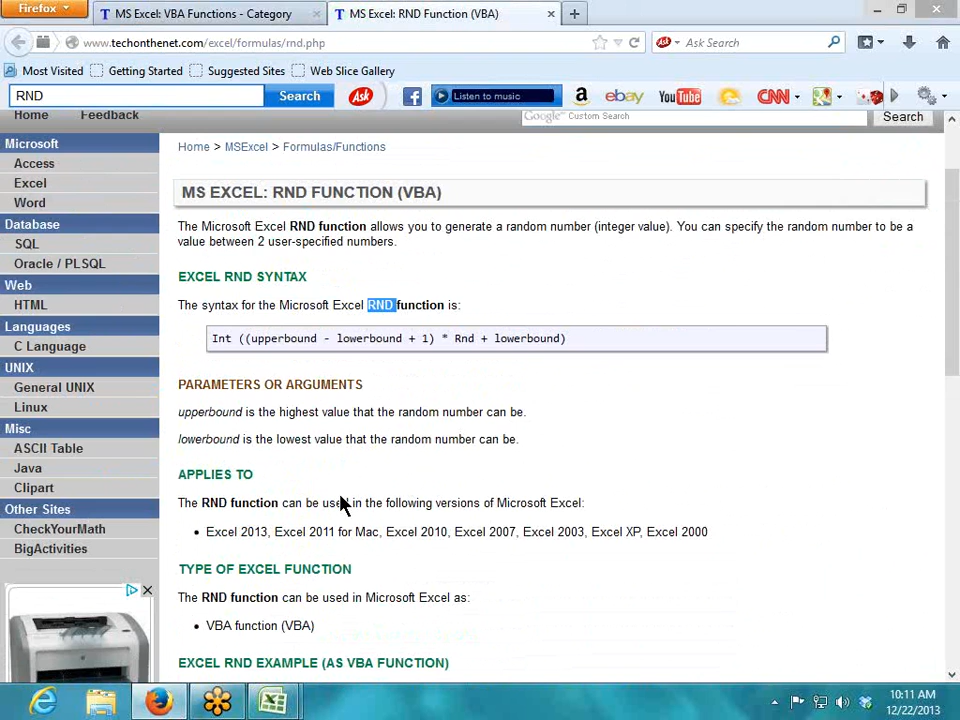 Firefox
MS Excel: VBA Functions - Category
MS Excel: RND Function (VBA)
www.techonthenet.com/excel/formulas/rnd.php
Ask Search
Most Visited Getting Started Suggested Sites Web Slice Gallery
RND Search Ask Listen to music a ebay YouTube CNN
Home Feedback
Google Custom Search Search
Microsoft
Access
Excel
Word
Database
SQL
Oracle / PLSQL
Web
HTML
Languages
C Language
UNIX
General UNIX
Linux
Misc
ASCII Table
Java
Clipart
Other Sites
CheckYourMath
BigActivities
Home > MSExcel > Formulas/Functions
MS EXCEL: RND FUNCTION (VBA)
The Microsoft Excel RND function allows you to generate a random number (integer value). You can specify the random number to be a
value between 2 user-specified numbers.
EXCEL RND SYNTAX
The syntax for the Microsoft Excel RND function is:
Int ((upperbound - lowerbound + 1) * Rnd + lowerbound)
PARAMETERS OR ARGUMENTS
upperbound is the highest value that the random number can be.
lowerbound is the lowest value that the random number can be.
APPLIES TO
The RND function can be used in the following versions of Microsoft Excel:
• Excel 2013, Excel 2011 for Mac, Excel 2010, Excel 2007, Excel 2003, Excel XP, Excel 2000
TYPE OF EXCEL FUNCTION
The RND function can be used in Microsoft Excel as:
• VBA function (VBA)
EXCEL RND EXAMPLE (AS VBA FUNCTION)
10:11 AM
12/22/2013